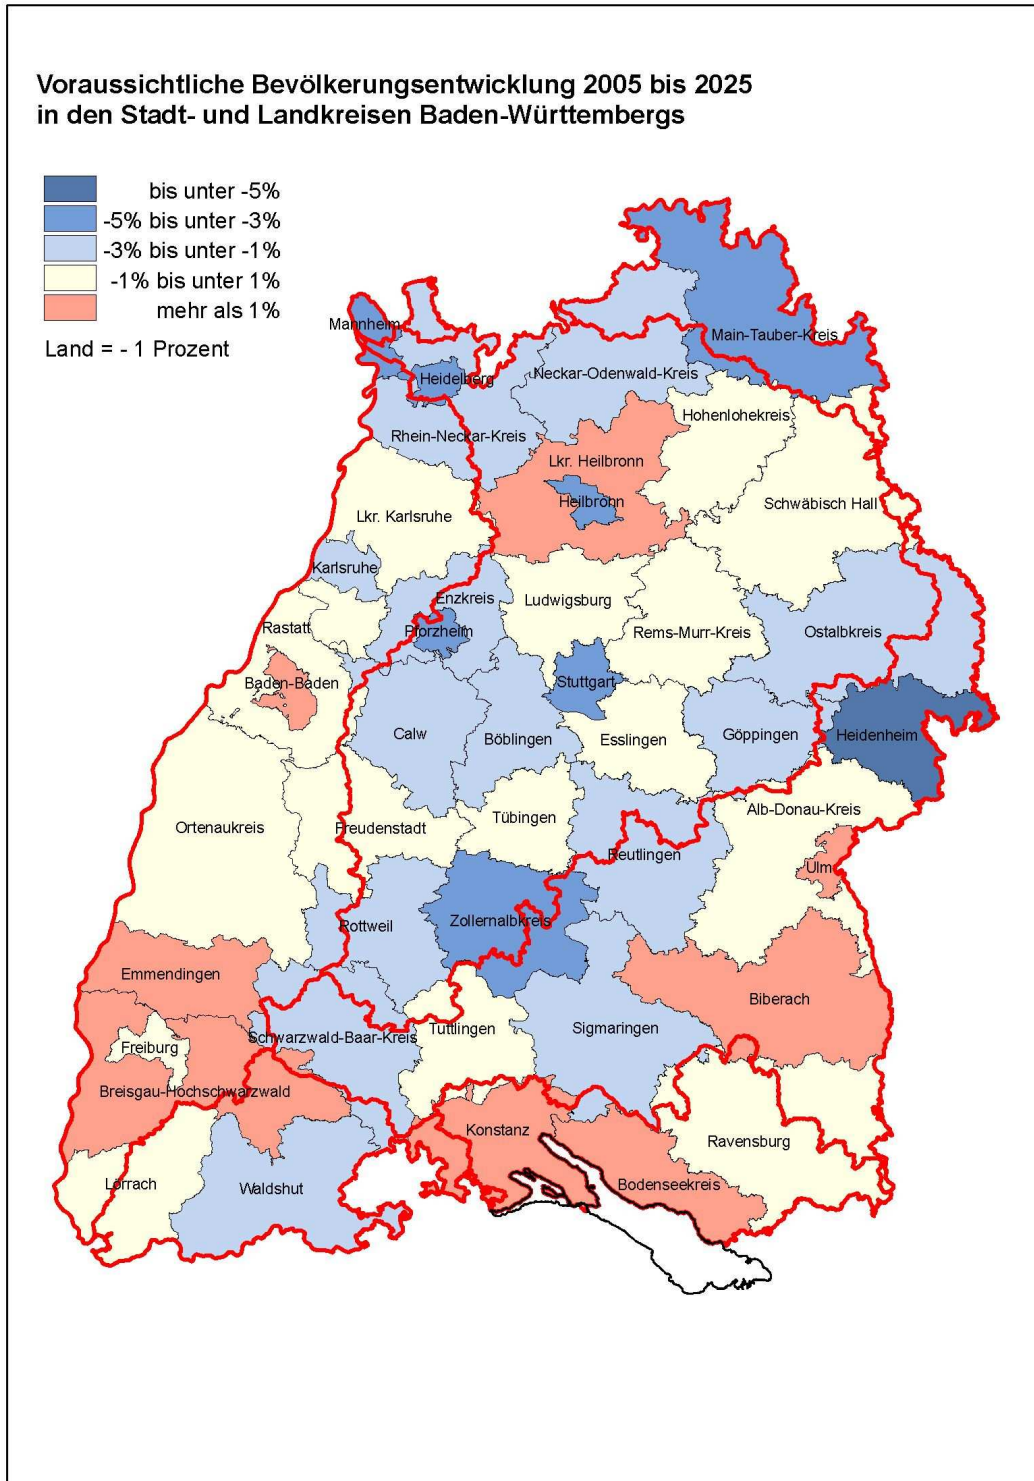 Voraussichtliche Bevölkerungsentwicklung 2005 bis 2025
in den Stadt- und Landkreisen Baden-Württembergs
bis unter -5%
-5% bis unter -3%
-3% bis unter -1%
-1% bis unter 1%
mehr als 1%
Land = - 1 Prozent
Mannheim
Main-Tauber-Kreis
Heidelberg
Neckar-Odenwald-Kreis
Hohenlohekreis
Rhein-Neckar-Kreis
Lkr. Heilbronn
Heilbronn
Schwäbisch Hall
Lkr. Karlsruhe
Karlsruhe
Enzkreis
Ludwigsburg
Rastatt
Pforzheim
Rems-Murr-Kreis
Ostalbkreis
Baden-Baden
Stuttgart
Calw
Böblingen
Esslingen
Göppingen
Heidenheim
Alb-Donau-Kreis
Ortenaukreis
Freudenstadt
Tübingen
Reutlingen
Ulm
Rottweil
Zollernalbkreis
Emmendingen
Biberach
Freiburg
Schwarzwald-Baar-Kreis
Tuttlingen
Sigmaringen
Breisgau-Hochschwarzwald
Konstanz
Ravensburg
Lörrach
Waldshut
Bodenseekreis